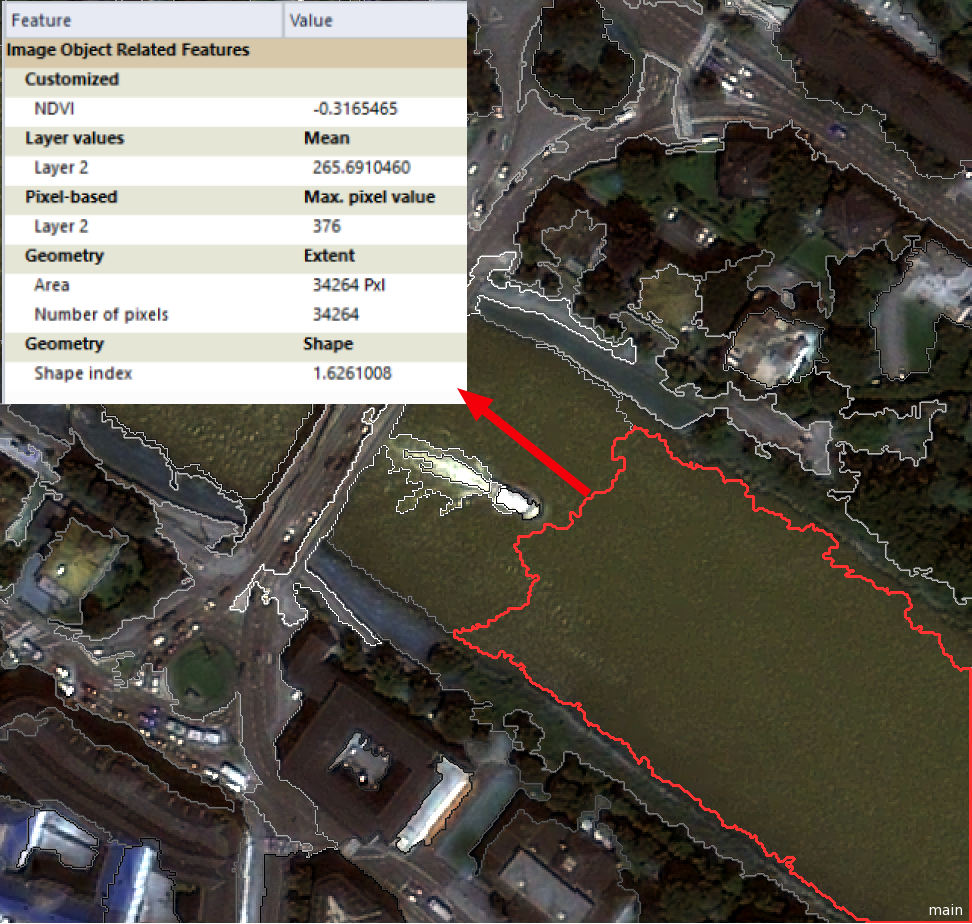 Feature Value
Image Object Related Features
Customized
NDVI -0.3165465
Layer values Mean
Layer 2 265.6910460
Pixel-based Max. pixel value
Layer 2 376
Geometry Extent
Area 34264 Pxl
Number of pixels 34264
Geometry Shape
Shape index 1.6261008
main